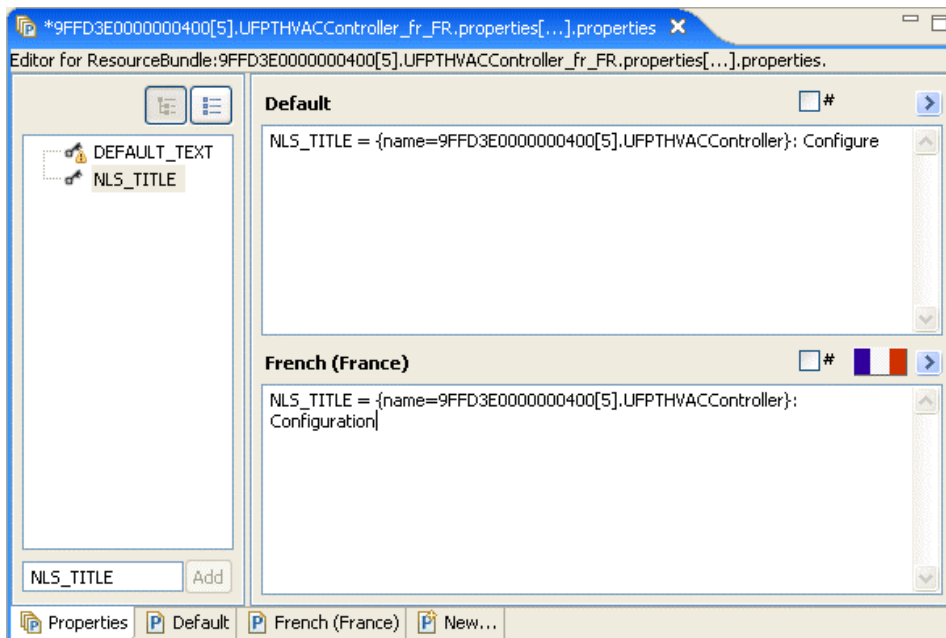 *9FFD3E0000000400[5].UFPTHVACController_fr_FR.properties[...].properties
Editor for ResourceBundle:9FFD3E0000000400[5].UFPTHVACController_fr_FR.properties[...].properties.
Default
#
NLS_TITLE = {name=9FFD3E0000000400[5].UFPTHVACController}: Configure
DEFAULT_TEXT
NLS_TITLE
French (France)
#
NLS_TITLE = {name=9FFD3E0000000400[5].UFPTHVACController}:
Configuration
NLS_TITLE
Add
Properties
P Default
P French (France)
P New...